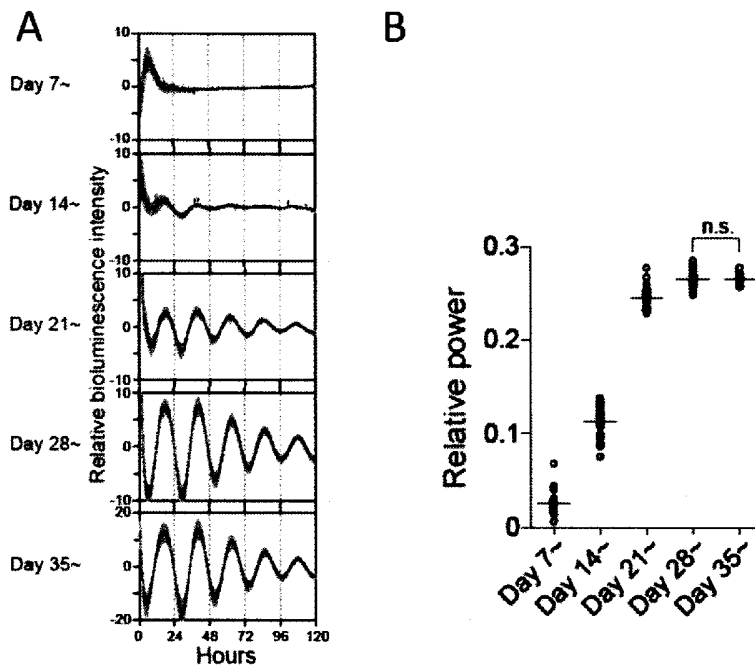 A
Relative bioluminescence intensity
Day 7~
10
0
-10
Day 14~
10
0
-10
Day 21~
10
0
-10
Day 28~
10
0
-10
Day 35~
20
0
-20
0 24 48 72 96 120
Hours
B
Relative power
n.s.
0.3
0.2
0.1
0
Day 7~
Day 14~
Day 21~
Day 28~
Day 35~